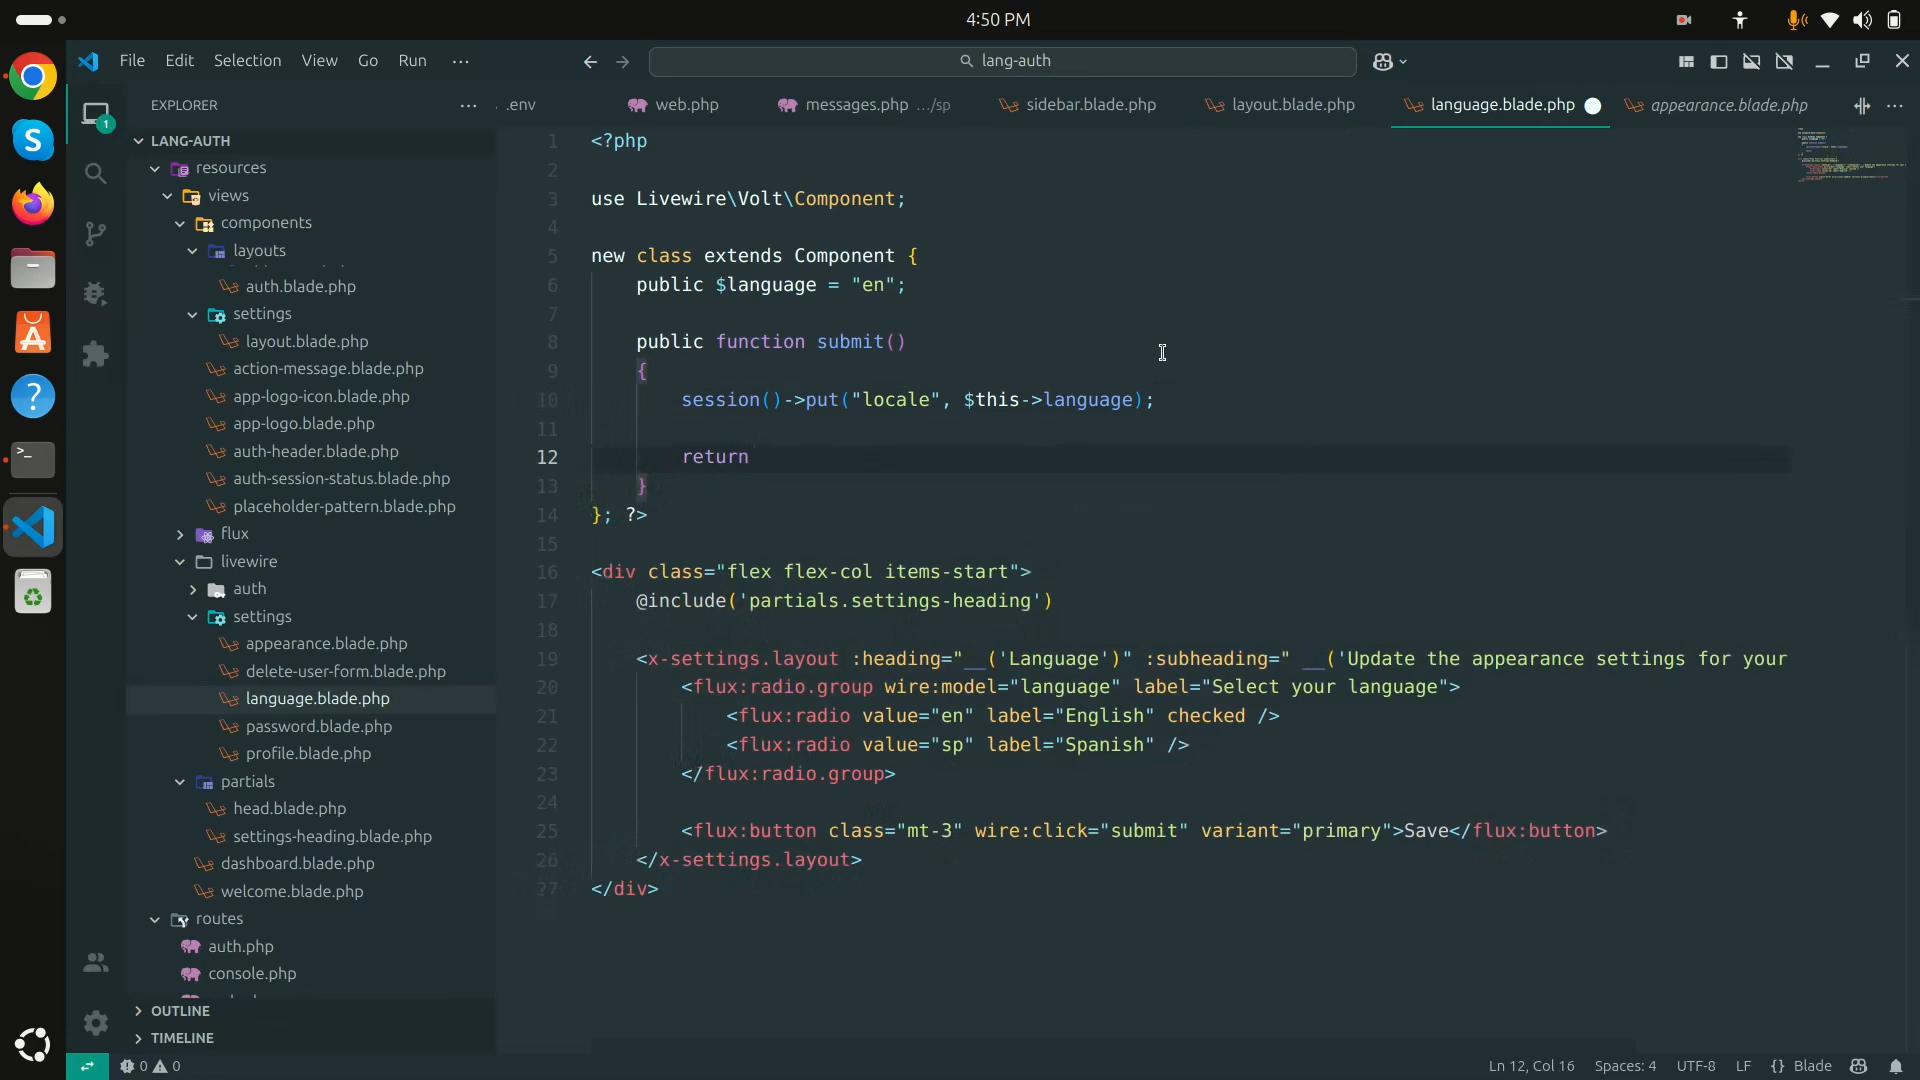 4:50 PM
File Edit Selection View Go Run ···
lang-auth
EXPLORER ···
.env web.php messages.php .../sp sidebar.blade.php layout.blade.php language.blade.php appearance.blade.php ···
1
LANG-AUTH
resources
views
components
layouts
auth.blade.php
settings
layout.blade.php
action-message.blade.php
app-logo-icon.blade.php
app-logo.blade.php
auth-header.blade.php
auth-session-status.blade.php
placeholder-pattern.blade.php
flux
livewire
auth
settings
appearance.blade.php
delete-user-form.blade.php
language.blade.php
password.blade.php
profile.blade.php
partials
head.blade.php
settings-heading.blade.php
dashboard.blade.php
welcome.blade.php
routes
auth.php
console.php
OUTLINE
TIMELINE
1 <?php
2
3 use Livewire\Volt\Component;
4
5 new class extends Component {
6 public $language = "en";
7
8 public function submit()
9 {
10 session()->put("locale", $this->language);
11
12 return
13 }
14 }; ?>
15
16 <div class="flex flex-col items-start">
17 @include('partials.settings-heading')
18
19 <x-settings.layout :heading="__('Language')" :subheading=" __('Update the appearance settings for your
20 <flux:radio.group wire:model="language" label="Select your language">
21 <flux:radio value="en" label="English" checked />
22 <flux:radio value="sp" label="Spanish" />
23 </flux:radio.group>
24
25 <flux:button class="mt-3" wire:click="submit" variant="primary">Save</flux:button>
26 </x-settings.layout>
27 </div>
0 0 Ln 12, Col 16 Spaces: 4 UTF-8 LF {} Blade